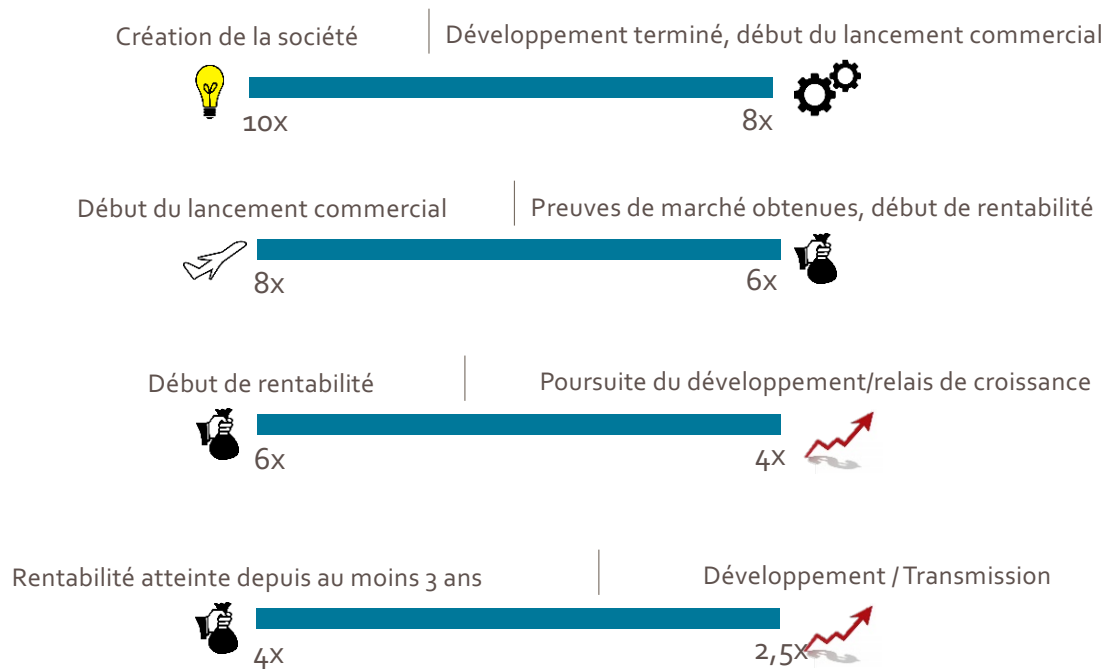 Création de la société
Développement terminé, début du lancement commercial
10x
8x
Début du lancement commercial
Preuves de marché obtenues, début de rentabilité
8x
6x
Début de rentabilité
Poursuite du développement/relais de croissance
6x
4x
Rentabilité atteinte depuis au moins 3 ans
Développement / Transmission
4x
2,5x